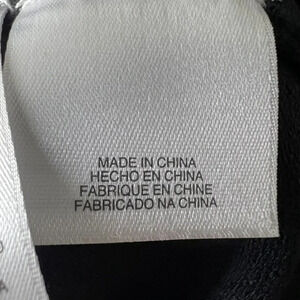 MADE IN CHINA
HECHO EN CHINA
FABRIQUE EN CHINE
FABRICADO NA CHINA